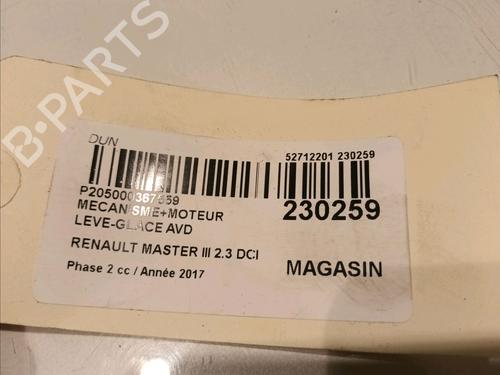 B-PARTS
DUN
52712201 230259
P205000367559
230259
MECANISME+MOTEUR
LEVE-GLACE AVD
RENAULT MASTER III 2.3 DCI
MAGASIN
Phase 2 cc / Année 2017